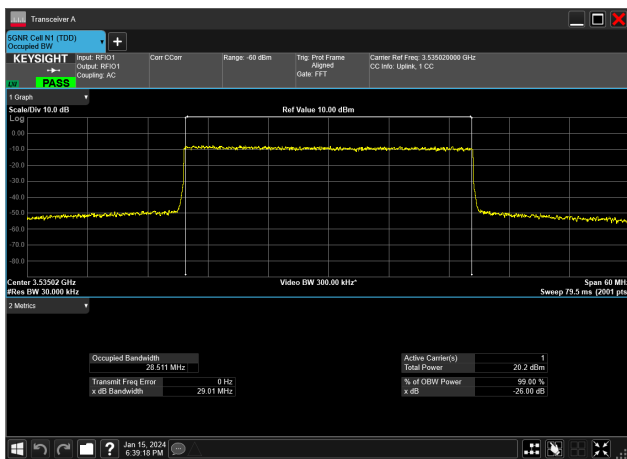 Transceiver A
5GNR Cell N1 (TDD)
Occupied BW
KEYSIGHT
PASS
Input: RFIO1
Output: RFIO1
Coupling: AC
Corr CCorr
Range: -60 dBm
Trig: Prot Frame
Aligned
Gate: FFT
Carrier Ref Freq: 3.535020000 GHz
CC Info: Uplink, 1 CC
1 Graph
Scale/Div 10.0 dB
Ref Value 10.00 dBm
Log
0.00
-10.0
-20.0
-30.0
-40.0
-50.0
-60.0
-70.0
-80.0
Center 3.53502 GHz
#Res BW 30.000 kHz
Video BW 300.00 kHz*
Span 60 MH
Sweep 79.5 ms (2001 pts
2 Metrics
Occupied Bandwidth
28.511 MHz
Transmit Freq Error 0 Hz
x dB Bandwidth 29.01 MHz
Active Carrier(s) 1
Total Power 20.2 dBm
% of OBW Power 99.00 %
x dB -26.00 dB
Jan 15, 2024
6:39:18 PM